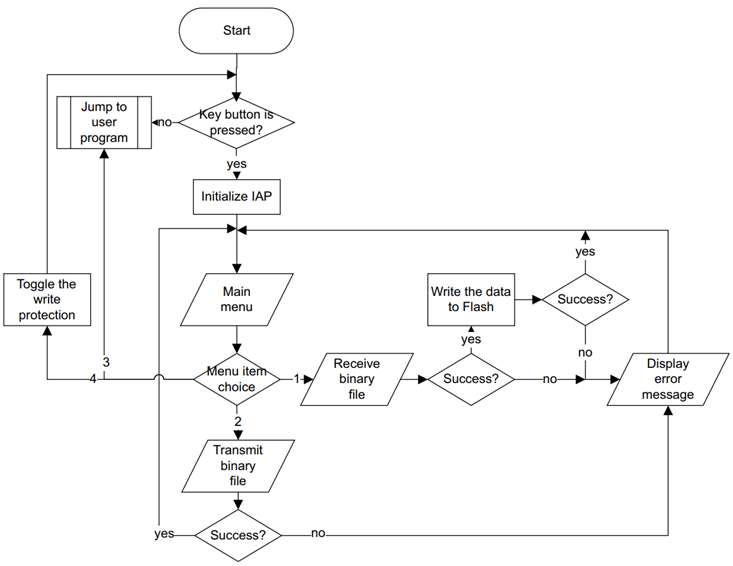 Start
Jump to
user
program
no
Key button is
pressed?
yes
Initialize IAP
yes
Toggle the
write
protection
Main
menu
Write the data
to Flash
Success?
yes
no
3
4
Menu item
choice
1
Receive
binary
file
Success?
no
Display
error
message
2
Transmit
binary
file
yes
Success?
no